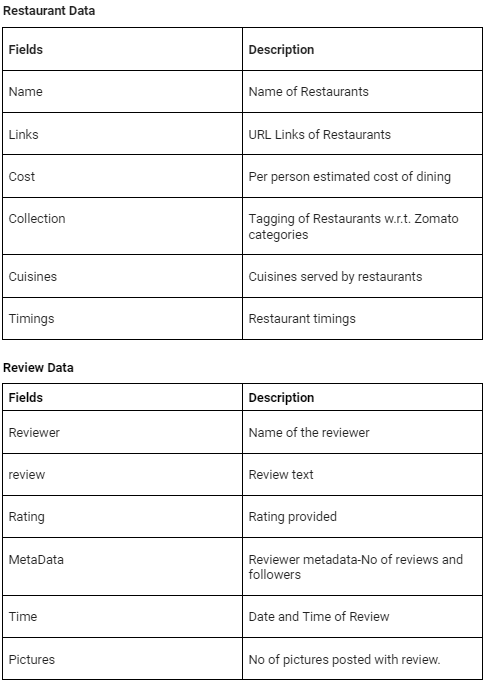 Restaurant Data
Fields Description
Name Name of Restaurants
Links URL Links of Restaurants
Cost Per person estimated cost of dining
Collection Tagging of Restaurants w.r.t. Zomato
categories
Cuisines Cuisines served by restaurants
Timings Restaurant timings
Review Data
Fields Description
Reviewer Name of the reviewer
review Review text
Rating Rating provided
MetaData Reviewer metadata-No of reviews and
followers
Time Date and Time of Review
Pictures No of pictures posted with review.